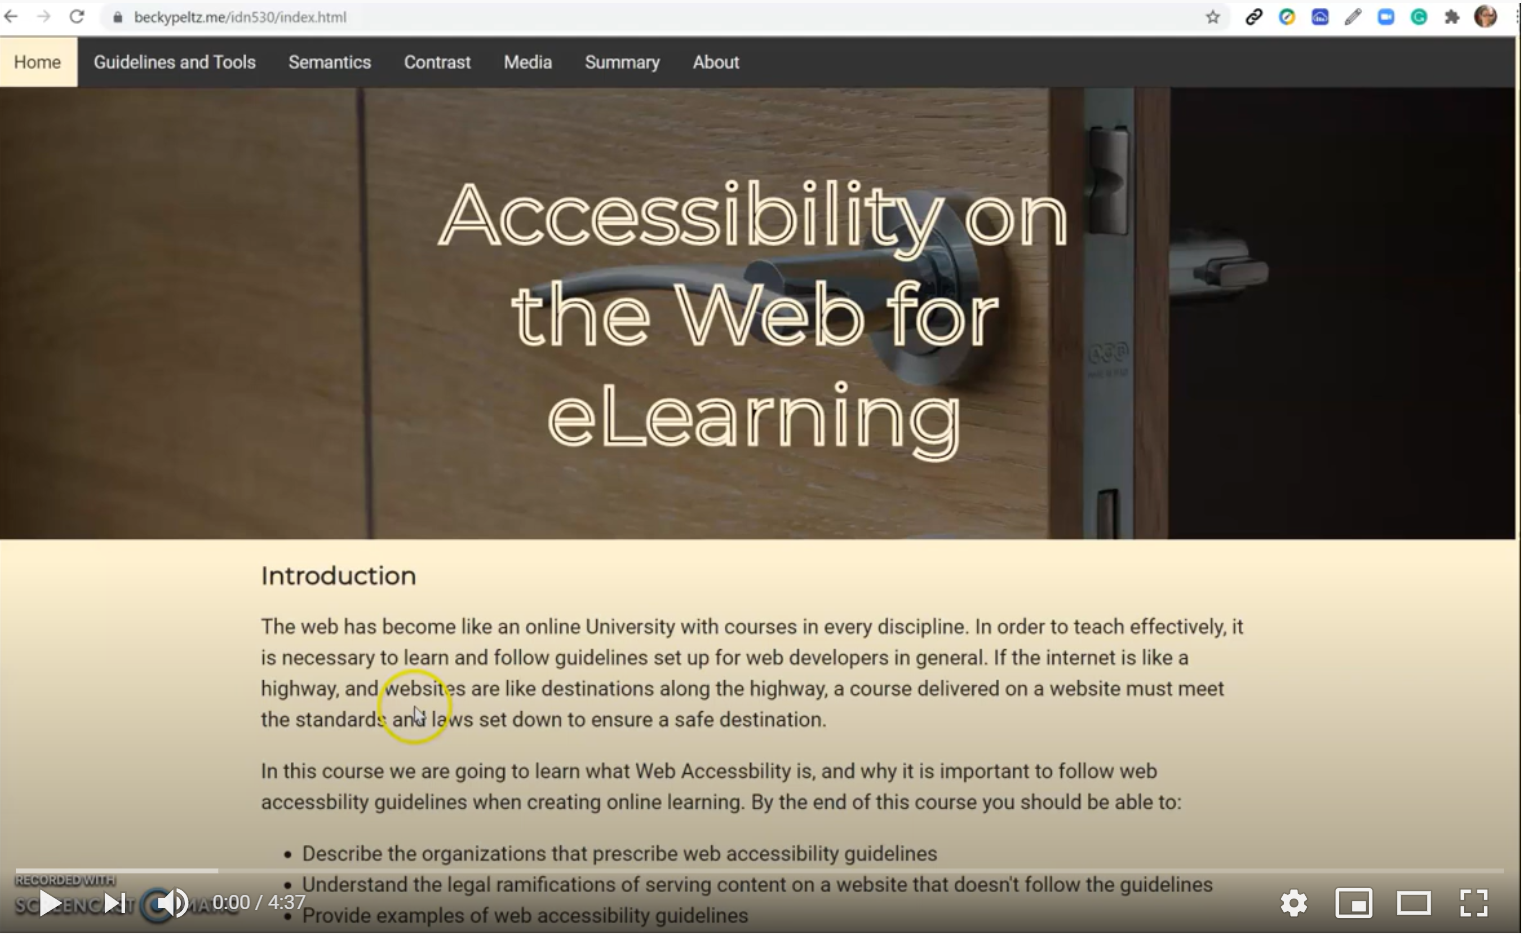 beckypeltz.me/idn530/index.html
Home Guidelines and Tools Semantics Contrast Media Summary About
Accessibility on
the Web for
eLearning
Introduction
The web has become like an online University with courses in every discipline. In order to teach effectively, it
is necessary to learn and follow guidelines set up for web developers in general. If the internet is like a
highway, and websites are like destinations along the highway, a course delivered on a website must meet
the standards and laws set down to ensure a safe destination.
In this course we are going to learn what Web Accessbility is, and why it is important to follow web
accessbility guidelines when creating online learning. By the end of this course you should be able to:
• Describe the organizations that prescribe web accessibility guidelines
RECORDED WITH
• Understand the legal ramifications of serving content on a website that doesn't follow the guidelines
0:00 / 4:37
• Provide examples of web accessibility guidelines